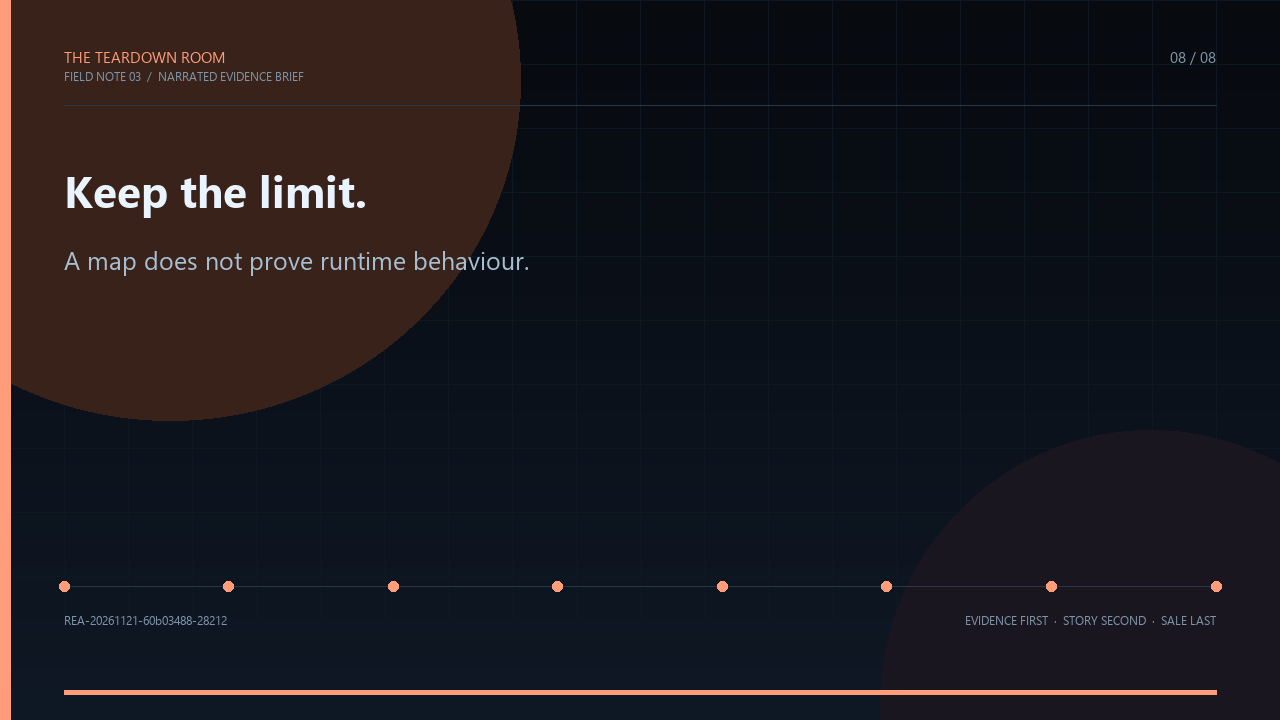 THE TEARDOWN ROOM
08 / 08
FIELD NOTE 03 / NARRATED EVIDENCE BRIEF
Keep the limit.
A map does not prove runtime behaviour.
REA-20261121-60b03488-28212
EVIDENCE FIRST · STORY SECOND · SALE LAST